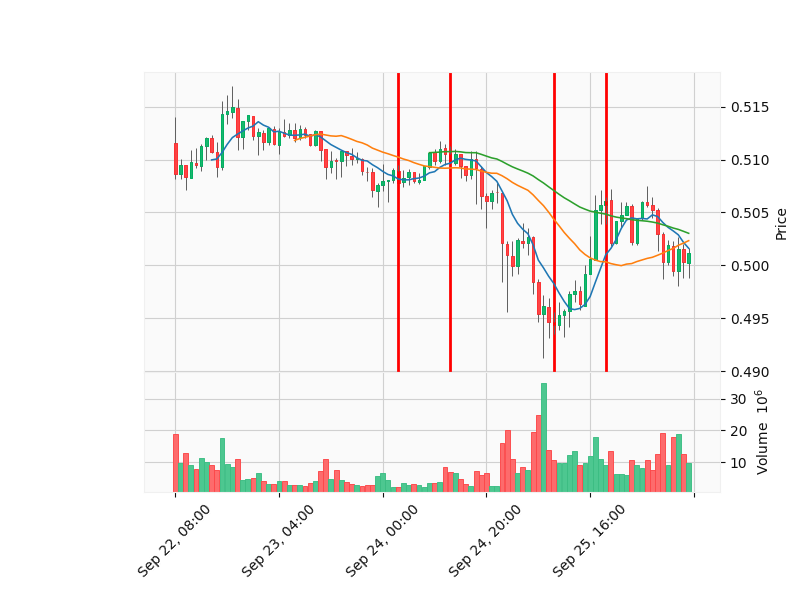 0.515
0.510
0.505
0.500
0.495
0.490
Price
30
20
10
Volume 10^6
Sep 22, 08:00
Sep 23, 04:00
Sep 24, 00:00
Sep 24, 20:00
Sep 25, 16:00